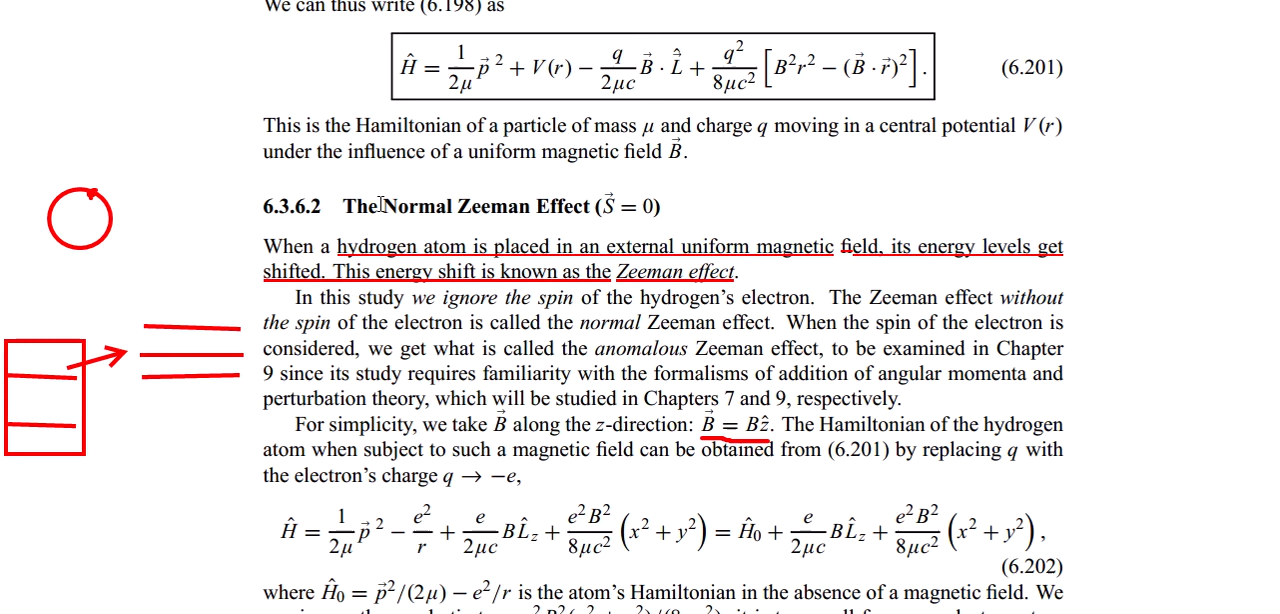 We can thus write (6.198) as
Ĥ = 1/2μ p⃗ ² + V(r) − q/2μc B⃗ · L̂⃗ + q²/8μc² [B²r² − (B⃗ · r⃗)²] . (6.201)
This is the Hamiltonian of a particle of mass μ and charge q moving in a central potential V(r)
under the influence of a uniform magnetic field B⃗.
6.3.6.2 The Normal Zeeman Effect (S⃗ = 0)
When a hydrogen atom is placed in an external uniform magnetic field, its energy levels get
shifted. This energy shift is known as the Zeeman effect.
In this study we ignore the spin of the hydrogen's electron. The Zeeman effect without
the spin of the electron is called the normal Zeeman effect. When the spin of the electron is
considered, we get what is called the anomalous Zeeman effect, to be examined in Chapter
9 since its study requires familiarity with the formalisms of addition of angular momenta and
perturbation theory, which will be studied in Chapters 7 and 9, respectively.
For simplicity, we take B⃗ along the z-direction: B⃗ = Bẑ. The Hamiltonian of the hydrogen
atom when subject to such a magnetic field can be obtained from (6.201) by replacing q with
the electron's charge q → −e,
Ĥ = 1/2μ p⃗ ² − e²/r + e/2μc BL̂z + e²B²/8μc² (x² + y²) = Ĥ₀ + e/2μc BL̂z + e²B²/8μc² (x² + y²) ,
(6.202)
where Ĥ₀ = p⃗²/(2μ) − e²/r is the atom's Hamiltonian in the absence of a magnetic field. We